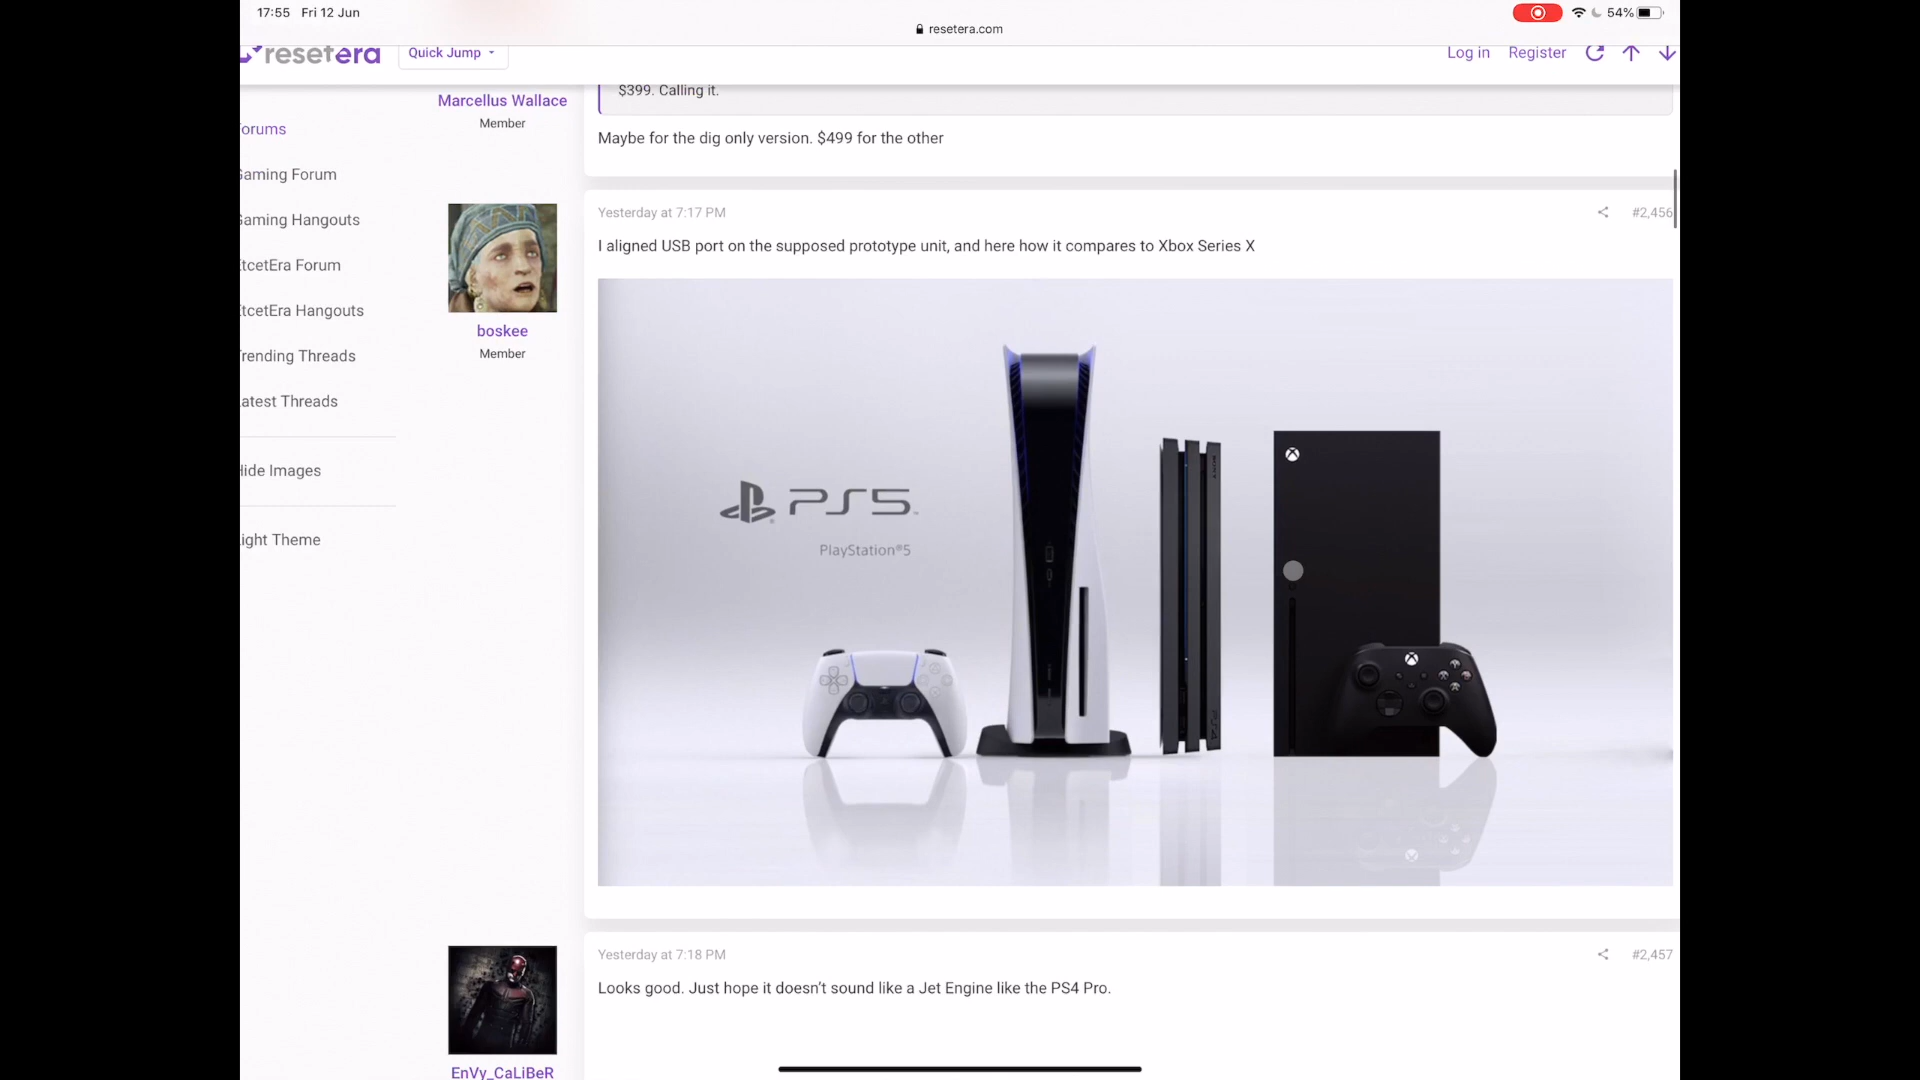 17:55 Fri 12 Jun
54%
resetera.com
resetera
Quick Jump
Log in Register
orums
aming Forum
aming Hangouts
tcetEra Forum
tcetEra Hangouts
rending Threads
atest Threads
ide Images
ight Theme
Marcellus Wallace
Member
$399. Calling it.
Maybe for the dig only version. $499 for the other
boskee
Member
Yesterday at 7:17 PM
#2,456
I aligned USB port on the supposed prototype unit, and here how it compares to Xbox Series X
PS5
PlayStation®5
SONY
PS4
EnVy_CaLiBeR
Yesterday at 7:18 PM
#2,457
Looks good. Just hope it doesn't sound like a Jet Engine like the PS4 Pro.